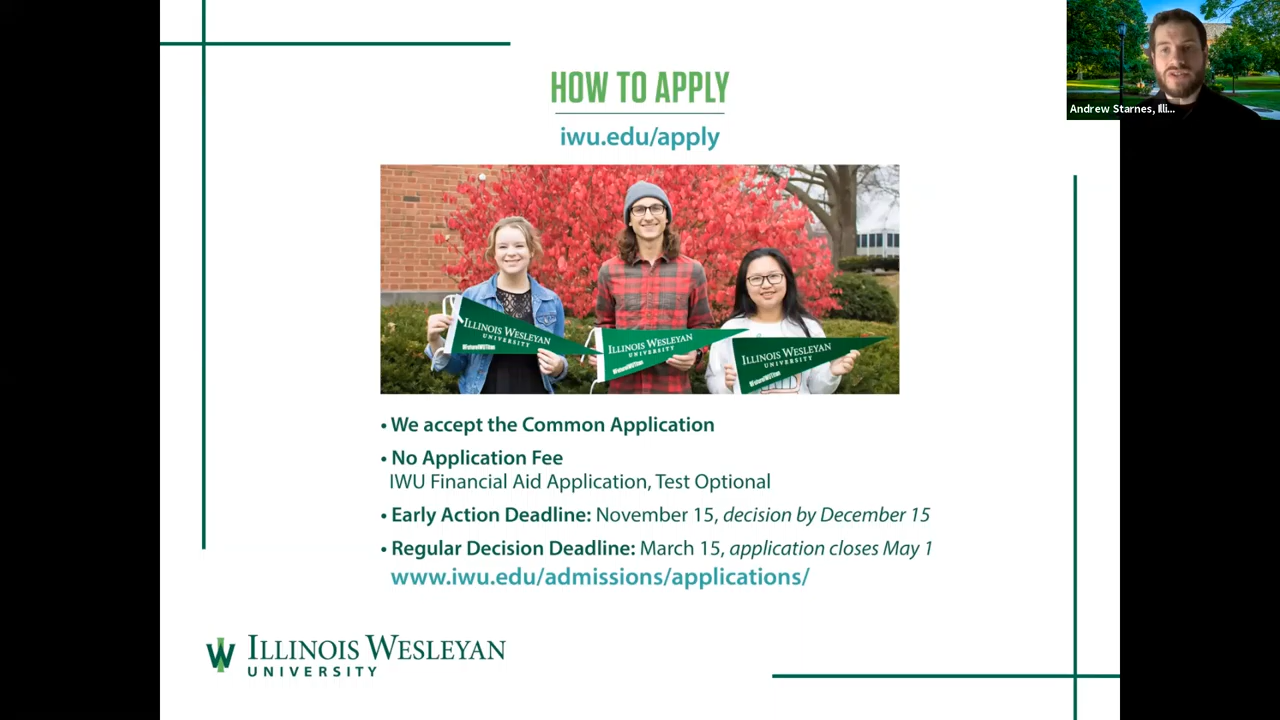 HOW TO APPLY
iwu.edu/apply
Andrew Starnes, Illi...
ILLINOIS WESLEYAN
UNIVERSITY
#FutureIWUTitan
ILLINOIS WESLEYAN
UNIVERSITY
#FutureIWUTitan
ILLINOIS WESLEYAN
UNIVERSITY
#FutureIWUTitan
• We accept the Common Application
• No Application Fee
IWU Financial Aid Application, Test Optional
• Early Action Deadline: November 15, decision by December 15
• Regular Decision Deadline: March 15, application closes May 1
www.iwu.edu/admissions/applications/
W ILLINOIS WESLEYAN
UNIVERSITY